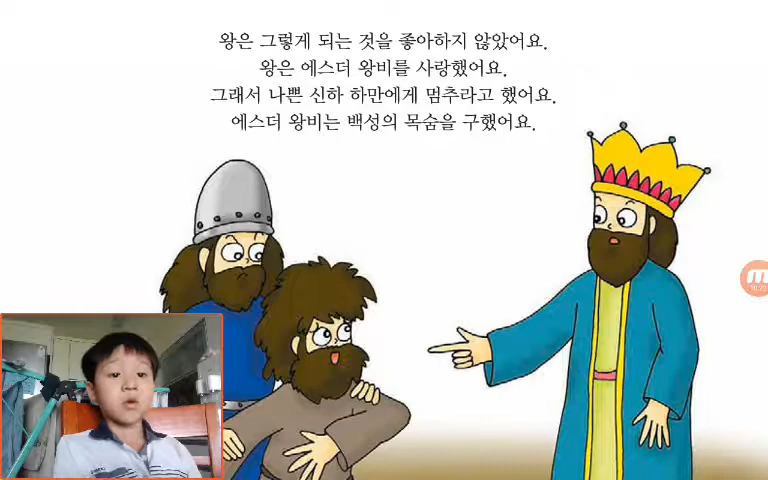 왕은 그렇게 되는 것을 좋아하지 않았어요.
왕은 에스더 왕비를 사랑했어요.
그래서 나쁜 신하 하만에게 멈추라고 했어요.
에스더 왕비는 백성의 목숨을 구했어요.